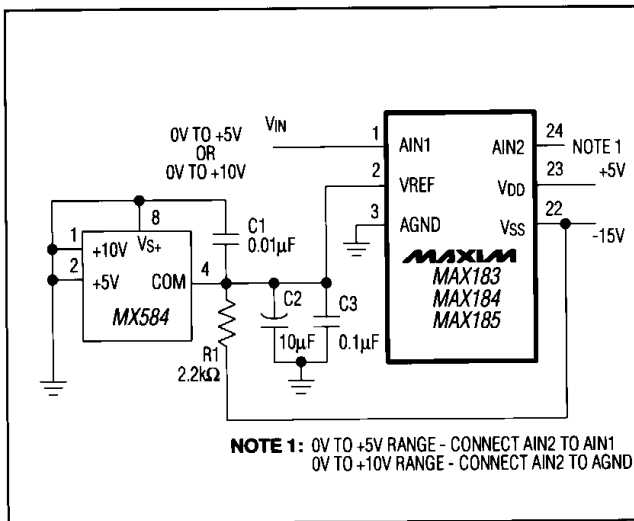 0V TO +5V
OR
0V TO +10V
VIN
1
AIN1
AIN2
24
NOTE 1
2
VREF
VDD
23
+5V
3
AGND
VSS
22
-15V
MAXIM
MAX183
MAX184
MAX185
1
+10V
2
+5V
8
VS+
COM
4
MX584
C1
0.01µF
R1
2.2kΩ
C2
10µF
C3
0.1µF
NOTE 1: 0V TO +5V RANGE - CONNECT AIN2 TO AIN1
0V TO +10V RANGE - CONNECT AIN2 TO AGND